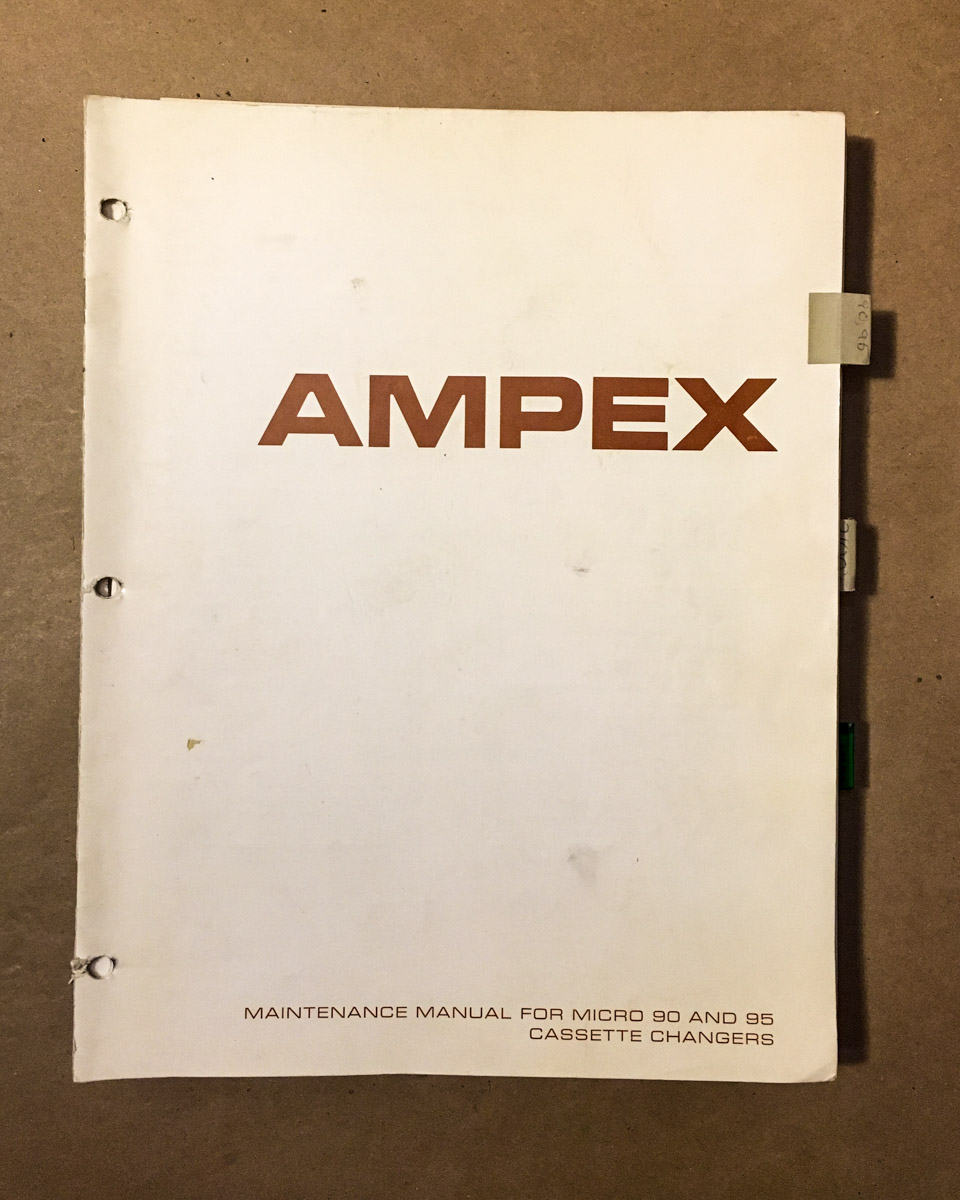 AMPEX
MAINTENANCE MANUAL FOR MICRO 90 AND 95
CASSETTE CHANGERS